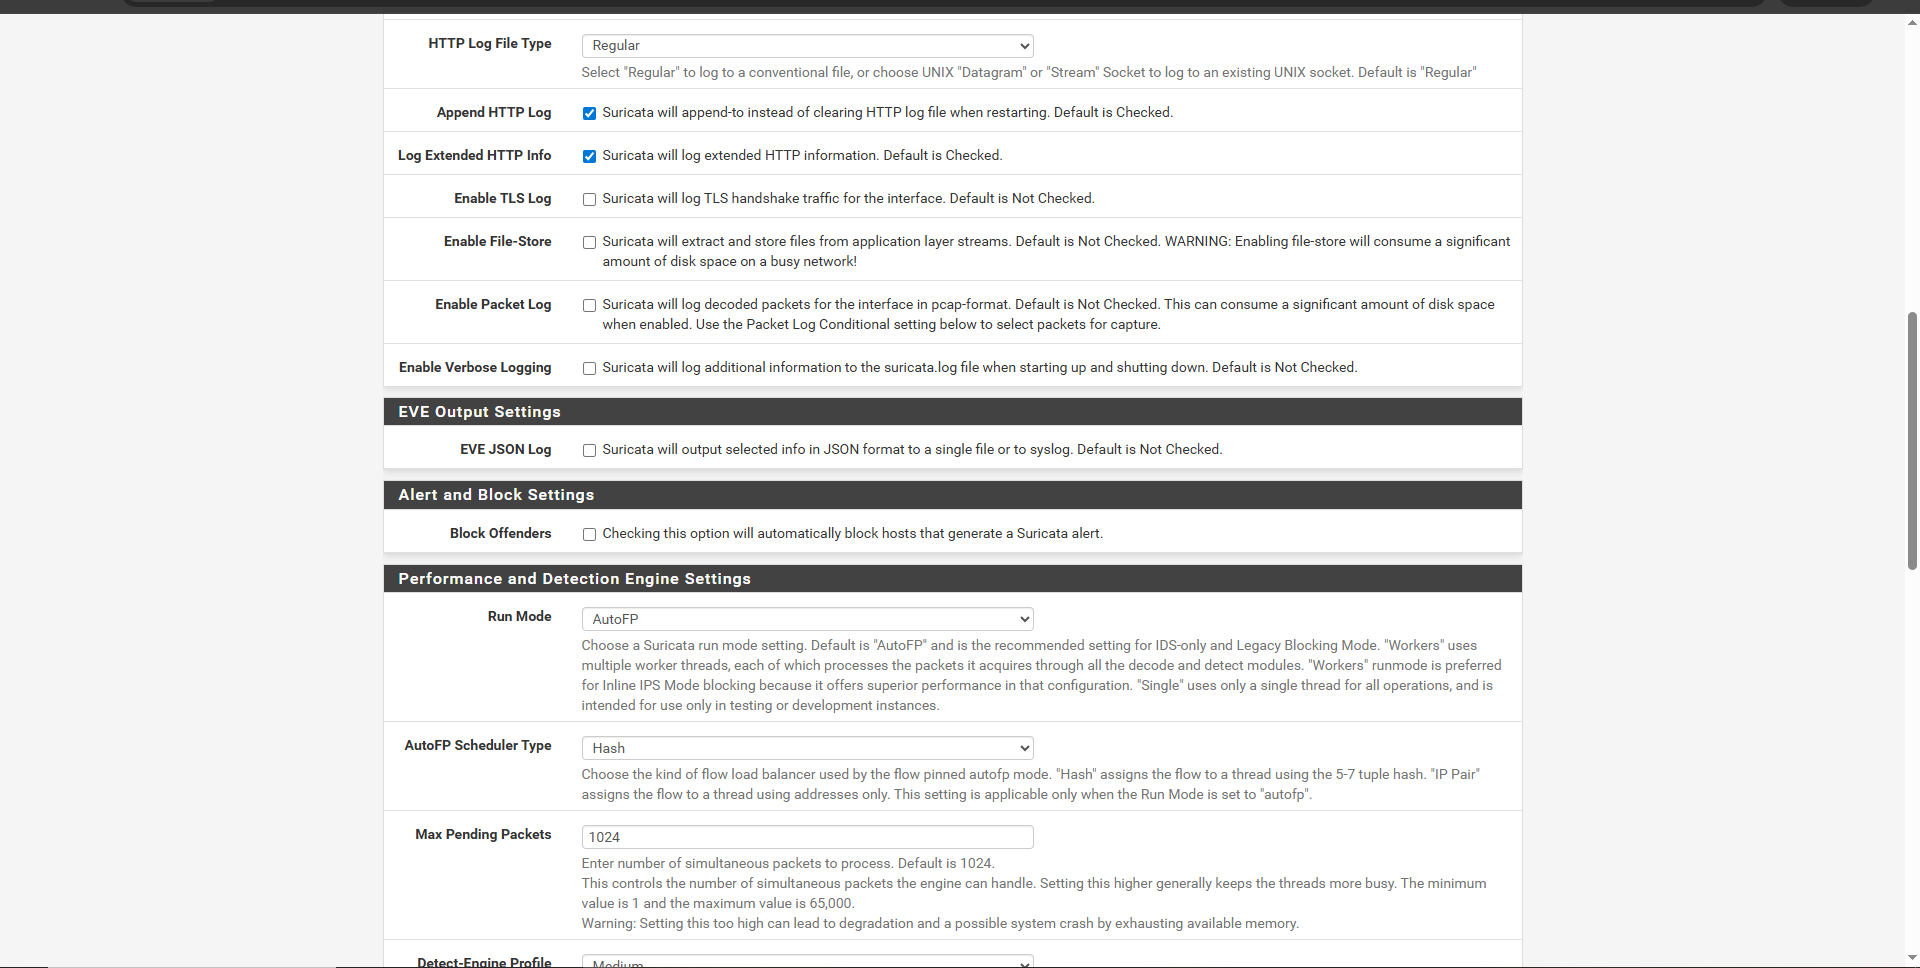 HTTP Log File Type
Regular
Select "Regular" to log to a conventional file, or choose UNIX "Datagram" or "Stream" Socket to log to an existing UNIX socket. Default is "Regular"
Append HTTP Log
Suricata will append-to instead of clearing HTTP log file when restarting. Default is Checked.
Log Extended HTTP Info
Suricata will log extended HTTP information. Default is Checked.
Enable TLS Log
Suricata will log TLS handshake traffic for the interface. Default is Not Checked.
Enable File-Store
Suricata will extract and store files from application layer streams. Default is Not Checked. WARNING: Enabling file-store will consume a significant
amount of disk space on a busy network!
Enable Packet Log
Suricata will log decoded packets for the interface in pcap-format. Default is Not Checked. This can consume a significant amount of disk space
when enabled. Use the Packet Log Conditional setting below to select packets for capture.
Enable Verbose Logging
Suricata will log additional information to the suricata.log file when starting up and shutting down. Default is Not Checked.
EVE Output Settings
EVE JSON Log
Suricata will output selected info in JSON format to a single file or to syslog. Default is Not Checked.
Alert and Block Settings
Block Offenders
Checking this option will automatically block hosts that generate a Suricata alert.
Performance and Detection Engine Settings
Run Mode
AutoFP
Choose a Suricata run mode setting. Default is "AutoFP" and is the recommended setting for IDS-only and Legacy Blocking Mode. "Workers" uses
multiple worker threads, each of which processes the packets it acquires through all the decode and detect modules. "Workers" runmode is preferred
for Inline IPS Mode blocking because it offers superior performance in that configuration. "Single" uses only a single thread for all operations, and is
intended for use only in testing or development instances.
AutoFP Scheduler Type
Hash
Choose the kind of flow load balancer used by the flow pinned autofp mode. "Hash" assigns the flow to a thread using the 5-7 tuple hash. "IP Pair"
assigns the flow to a thread using addresses only. This setting is applicable only when the Run Mode is set to "autofp".
Max Pending Packets
1024
Enter number of simultaneous packets to process. Default is 1024.
This controls the number of simultaneous packets the engine can handle. Setting this higher generally keeps the threads more busy. The minimum
value is 1 and the maximum value is 65,000.
Warning: Setting this too high can lead to degradation and a possible system crash by exhausting available memory.
Detect-Engine Profile
Medium